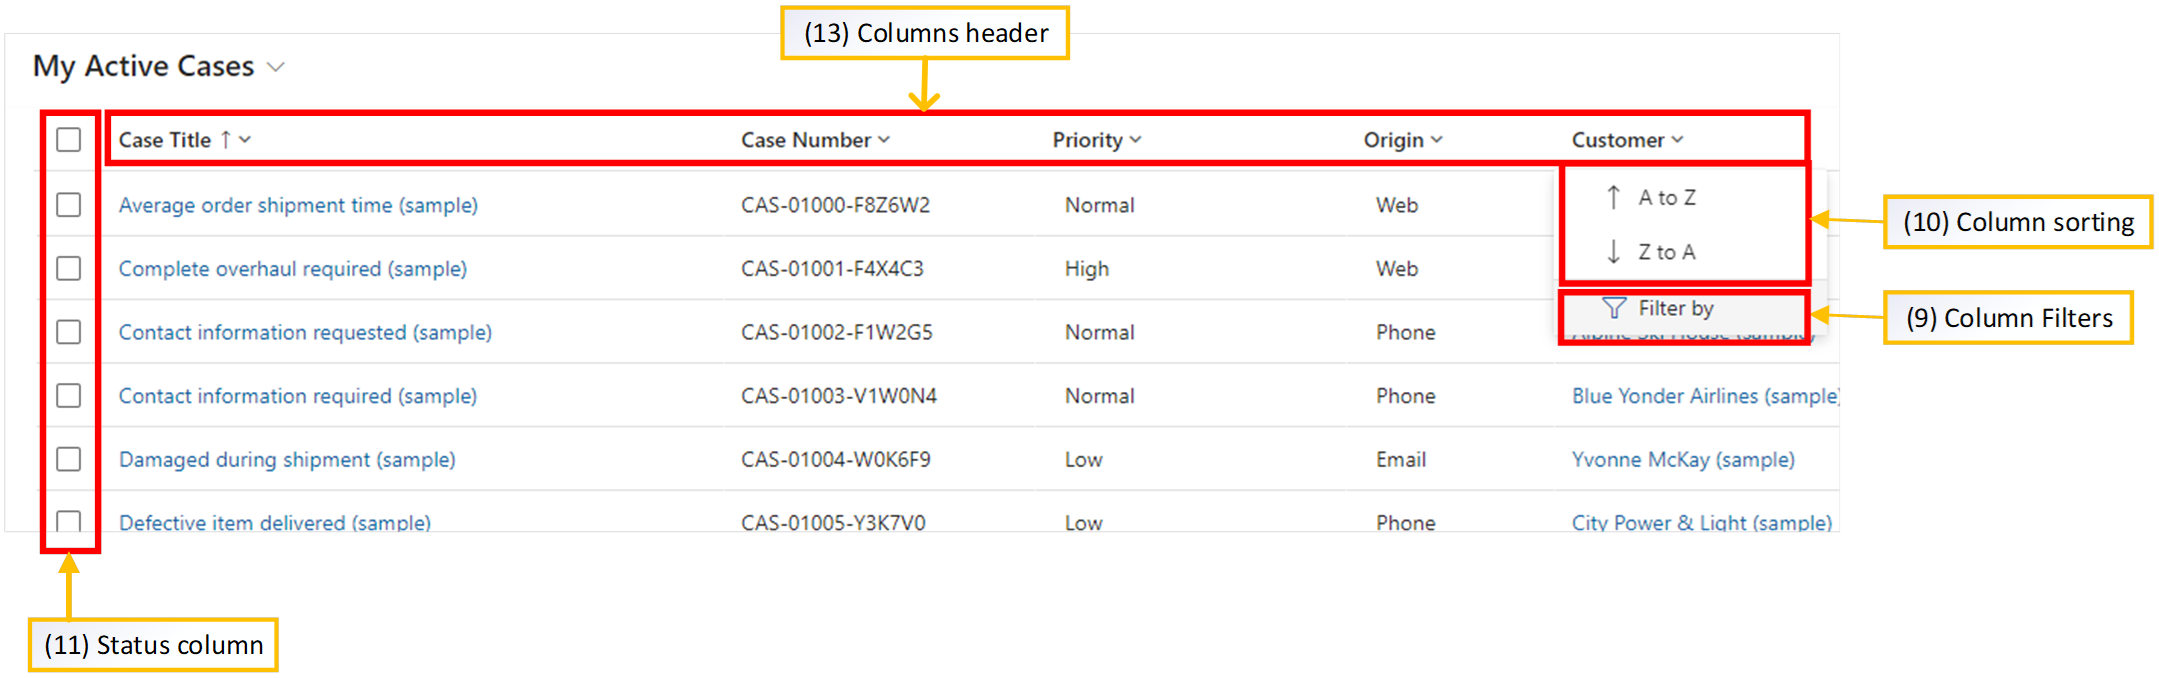 (13) Columns header
My Active Cases
Case Title ↑ Case Number Priority Origin Customer
Average order shipment time (sample) CAS-01000-F8Z6W2 Normal Web
↑ A to Z
(10) Column sorting
Complete overhaul required (sample) CAS-01001-F4X4C3 High Web
↓ Z to A
Filter by
(9) Column Filters
Contact information requested (sample) CAS-01002-F1W2G5 Normal Phone Alpine Ski House (sample)
Contact information required (sample) CAS-01003-V1W0N4 Normal Phone Blue Yonder Airlines (sample)
Damaged during shipment (sample) CAS-01004-W0K6F9 Low Email Yvonne McKay (sample)
Defective item delivered (sample) CAS-01005-Y3K7V0 Low Phone City Power & Light (sample)
(11) Status column